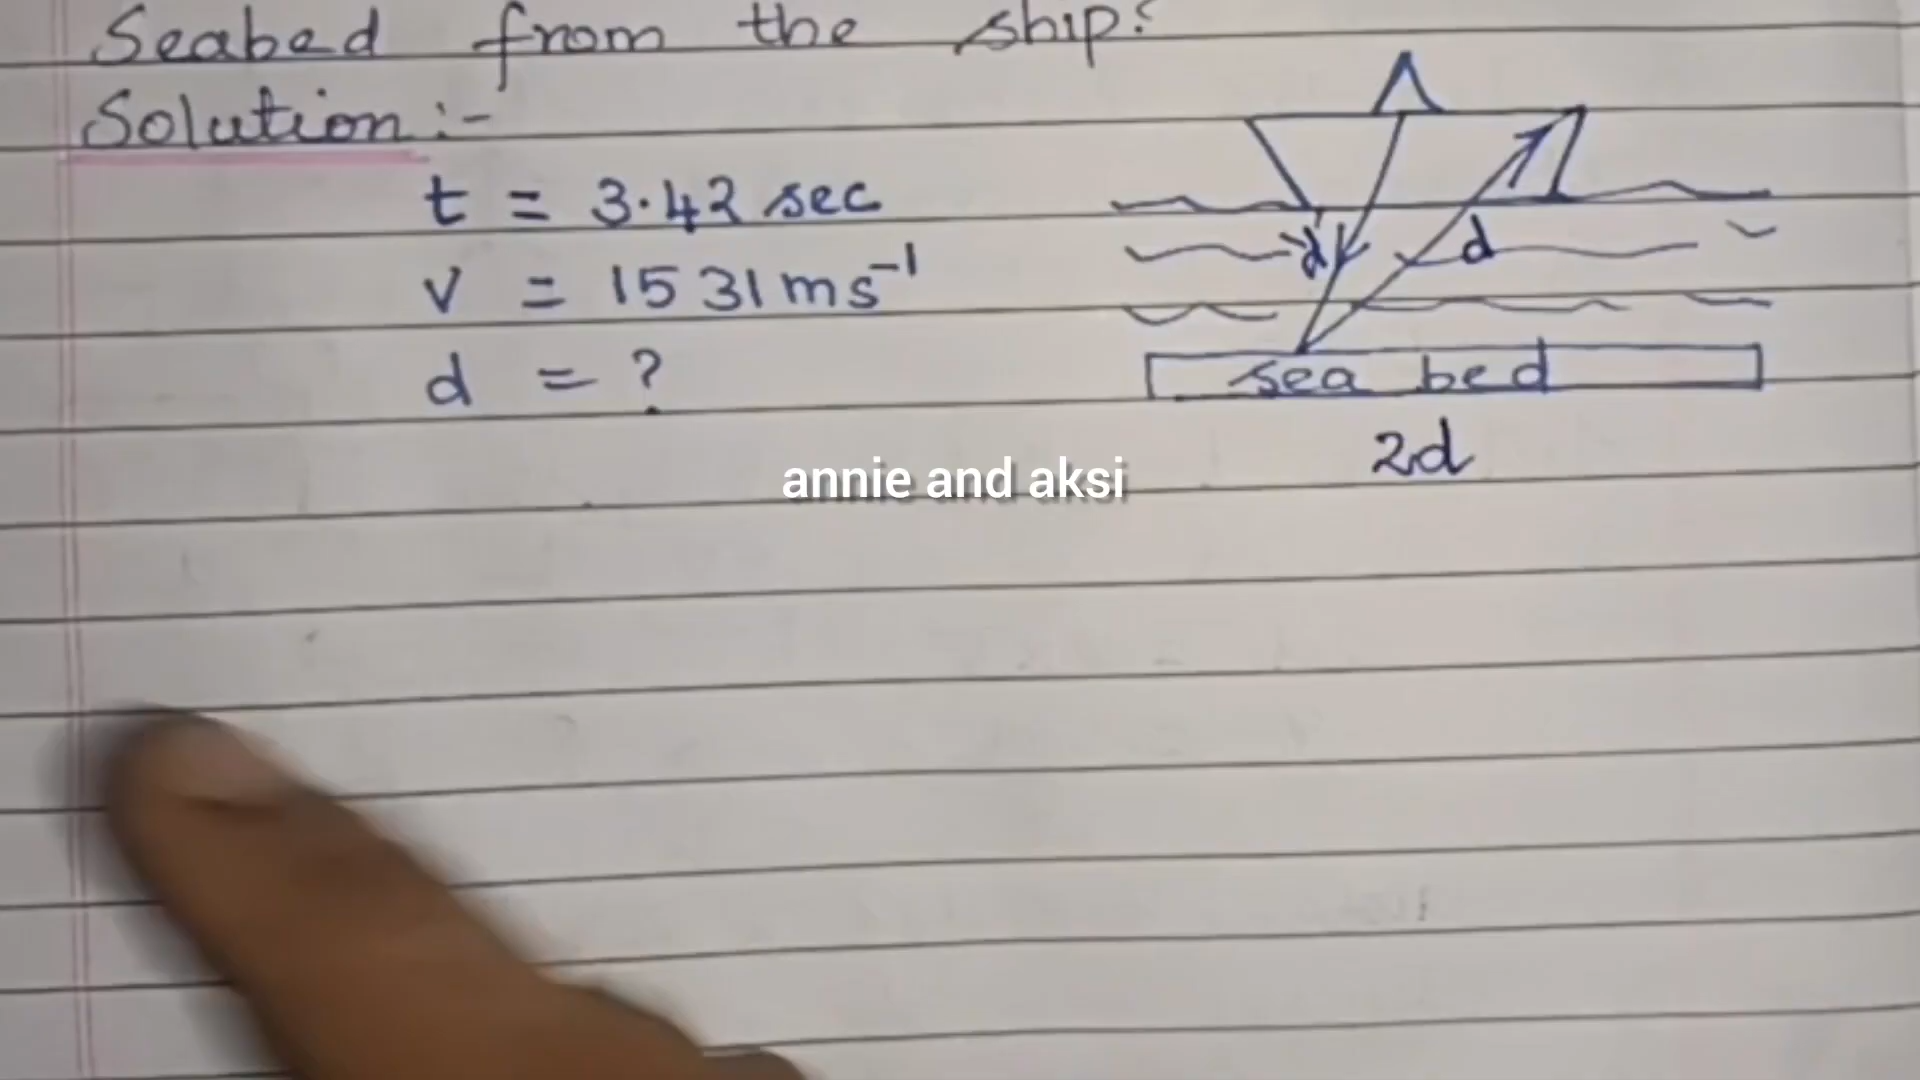 Seabed from the ship?
Solution :-
t = 3.42 sec
v = 1531 ms⁻¹
d = ?
d d
sea bed
2d
annie and aksi